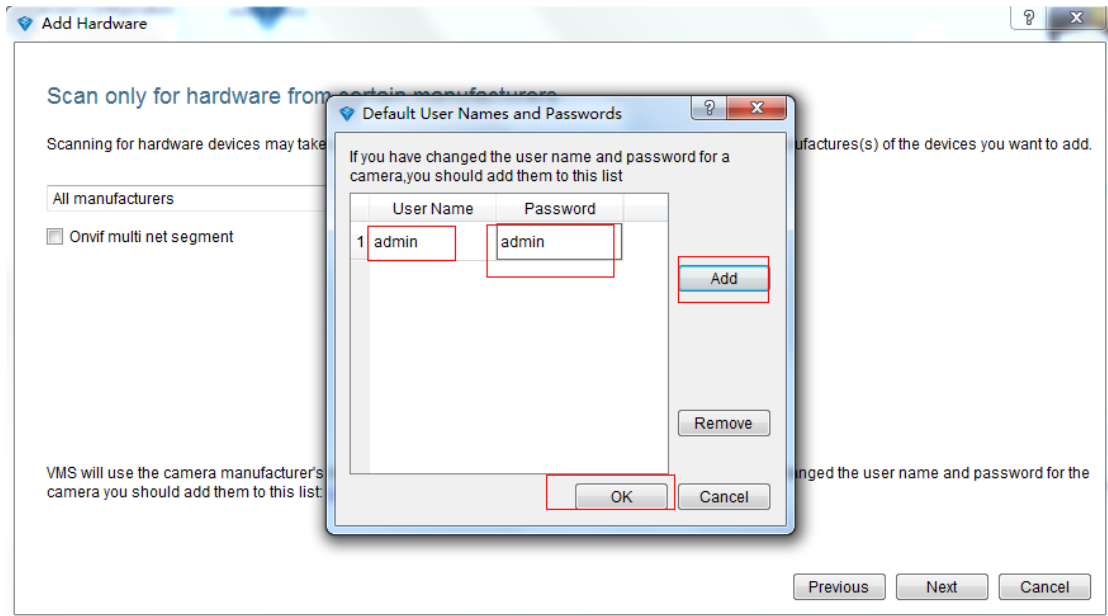 Add Hardware
Scan only for hardware from certain manufacturers
Scanning for hardware devices may take
ufactures(s) of the devices you want to add.
All manufacturers
Onvif multi net segment
Default User Names and Passwords
If you have changed the user name and password for a
camera,you should add them to this list
User Name Password
1 admin admin
Add
Remove
OK Cancel
VMS will use the camera manufacturer's
nged the user name and password for the
camera you should add them to this list:
Previous Next Cancel